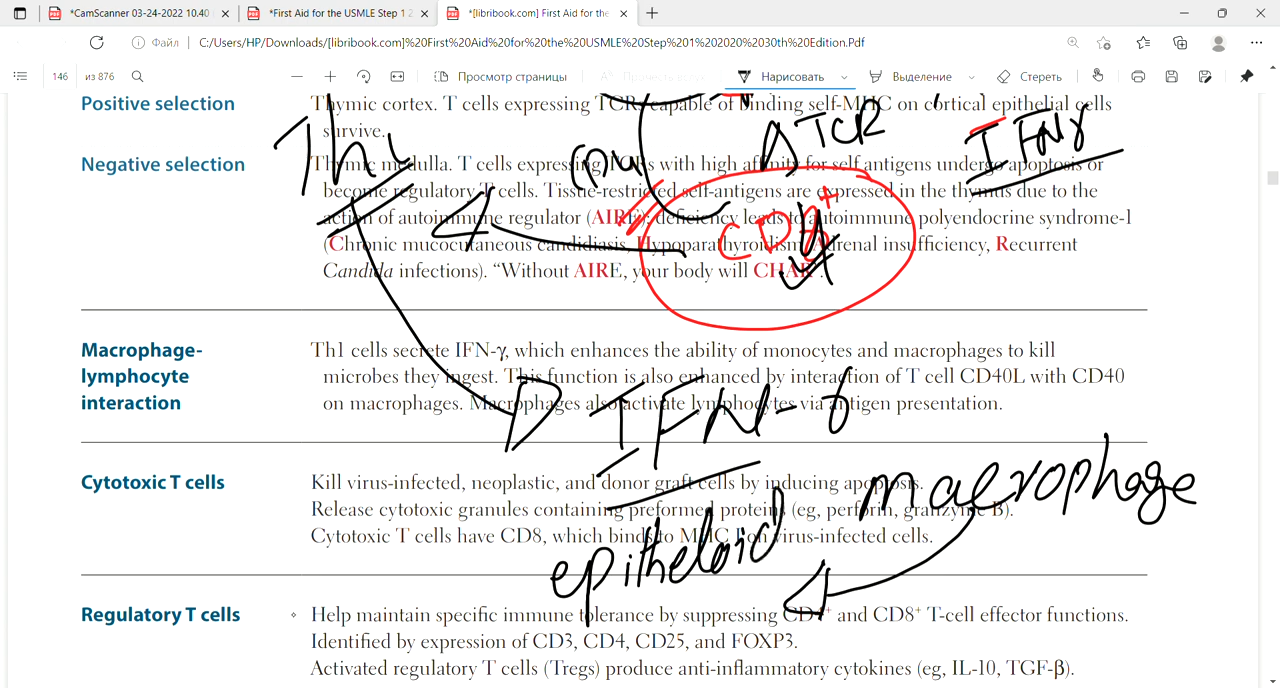 *CamScanner 03-24-2022 10.40
*First Aid for the USMLE Step 1 2
*[libribook.com] First Aid for the
Файл
C:/Users/HP/Downloads/[libribook.com]%20First%20Aid%20for%20the%20USMLE%20Step%201%202020%2030th%20Edition.Pdf
146 из 876
Просмотр страницы
Нарисовать
Выделение
Стереть
Positive selection
Thymic cortex. T cells expressing TCRs capable of binding self-MHC on cortical epithelial cells
survive.
Negative selection
Thymic medulla. T cells expressing TCRs with high affinity for self antigens undergo apoptosis or
become regulatory T cells. Tissue-restricted self-antigens are expressed in the thymus due to the
action of autoimmune regulator (AIRE); deficiency leads to autoimmune polyendocrine syndrome-1
(Chronic mucocutaneous candidiasis, Hypoparathyroidism, Adrenal insufficiency, Recurrent
Candida infections). “Without AIRE, your body will CHAR”.
Macrophage-
lymphocyte
interaction
Th1 cells secrete IFN-γ, which enhances the ability of monocytes and macrophages to kill
microbes they ingest. This function is also enhanced by interaction of T cell CD40L with CD40
on macrophages. Macrophages also activate lymphocytes via antigen presentation.
Cytotoxic T cells
Kill virus-infected, neoplastic, and donor graft cells by inducing apoptosis.
Release cytotoxic granules containing preformed proteins (eg, perforin, granzyme B).
Cytotoxic T cells have CD8, which binds to MHC I on virus-infected cells.
Regulatory T cells
Help maintain specific immune tolerance by suppressing CD4+ and CD8+ T-cell effector functions.
Identified by expression of CD3, CD4, CD25, and FOXP3.
Activated regulatory T cells (Tregs) produce anti-inflammatory cytokines (eg, IL-10, TGF-β).
Th1
TCR
IFNγ
CD4+
IFN-γ
macrophage
epitheloid